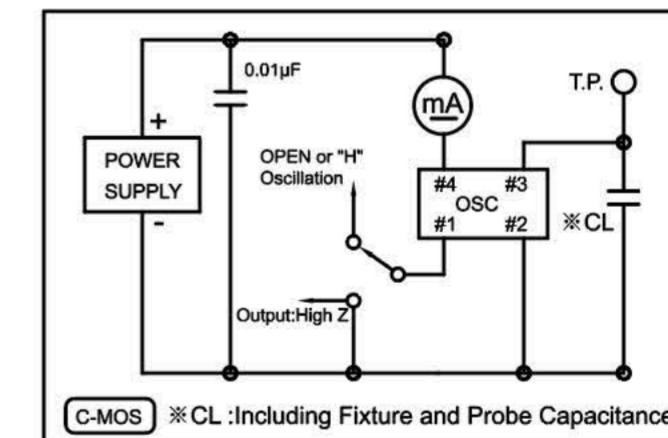 0.01μF
T.P.
mA
+
POWER
SUPPLY
-
OPEN or "H"
Oscillation
#4 #3
OSC
#1 #2
※CL
Output:High Z
C-MOS ※CL :Including Fixture and Probe Capacitance